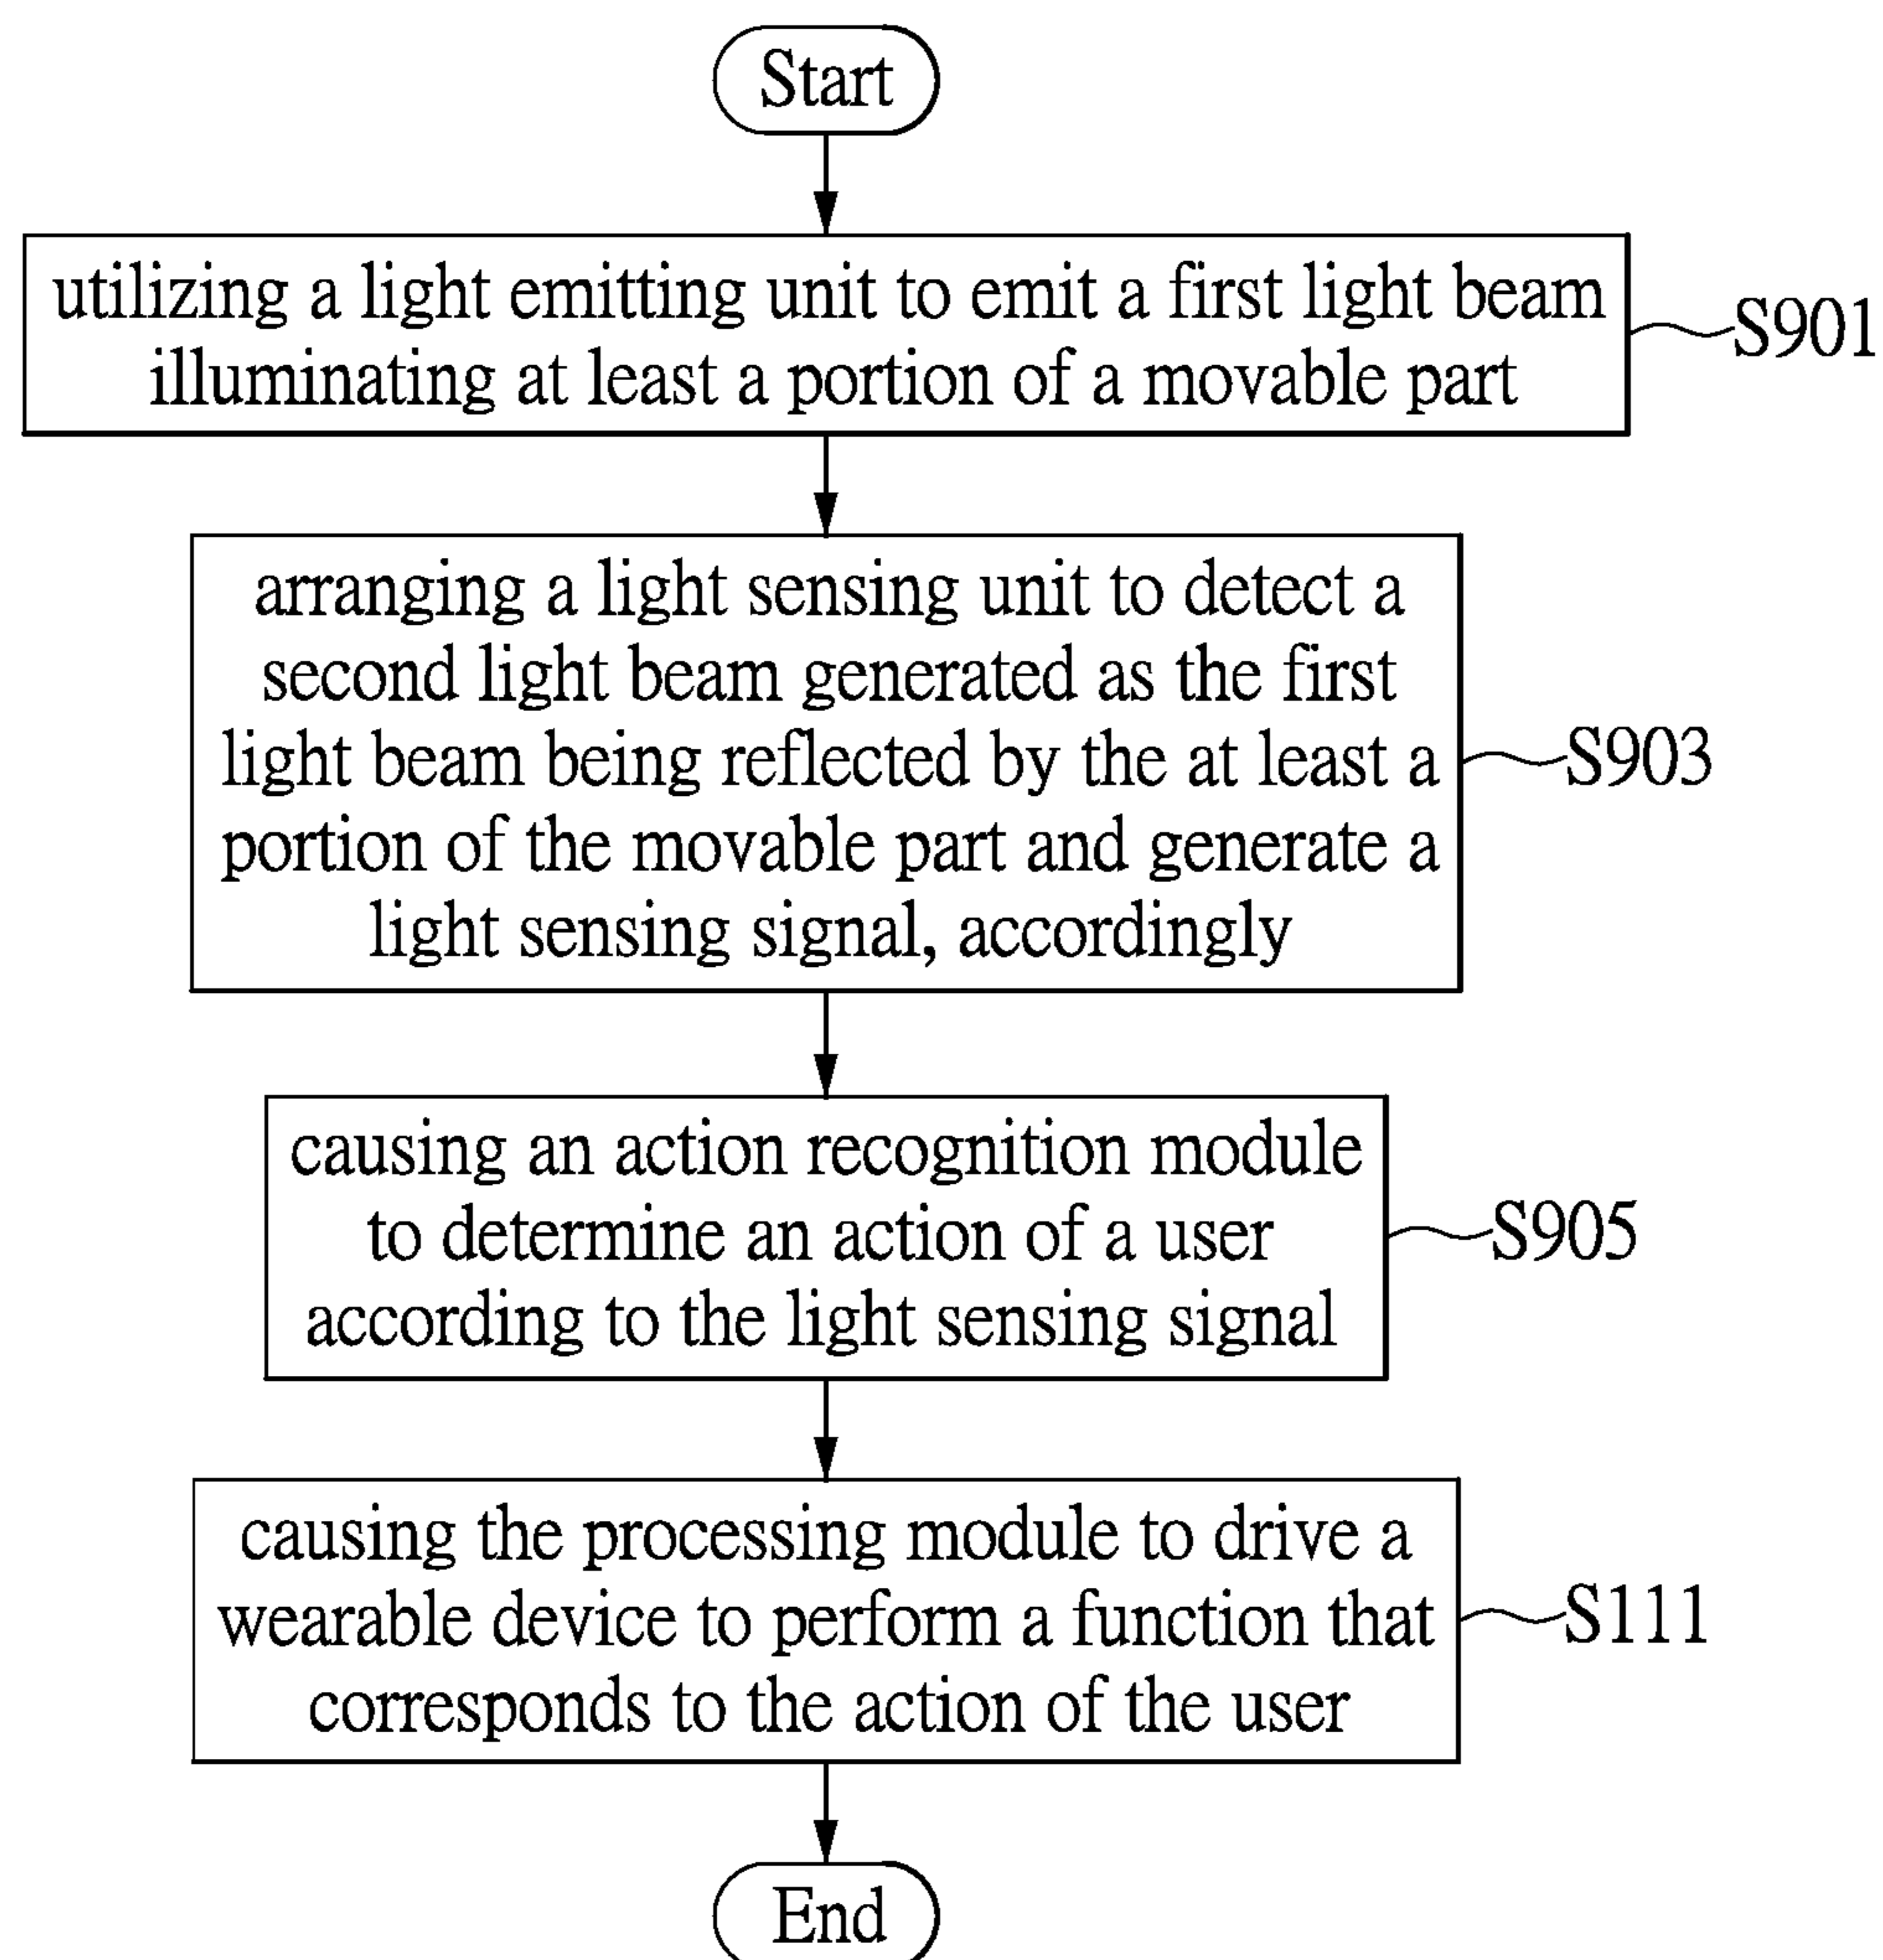 Start
utilizing a light emitting unit to emit a first light beam
illuminating at least a portion of a movable part
S901
arranging a light sensing unit to detect a
second light beam generated as the first
light beam being reflected by the at least a
portion of the movable part and generate a
light sensing signal, accordingly
S903
causing an action recognition module
to determine an action of a user
according to the light sensing signal
S905
causing the processing module to drive a
wearable device to perform a function that
corresponds to the action of the user
S111
End